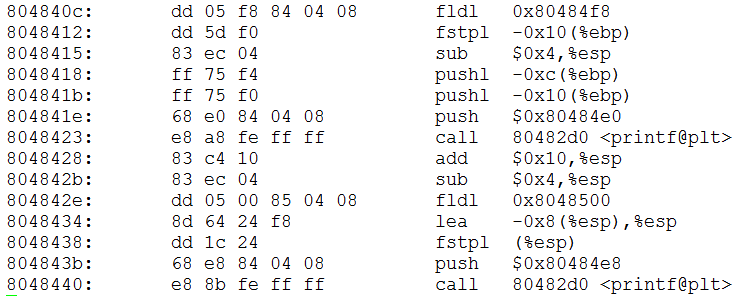 804840c: dd 05 f8 84 04 08 fldl 0x80484f8
8048412: dd 5d f0 fstpl -0x10(%ebp)
8048415: 83 ec 04 sub $0x4,%esp
8048418: ff 75 f4 pushl -0xc(%ebp)
804841b: ff 75 f0 pushl -0x10(%ebp)
804841e: 68 e0 84 04 08 push $0x80484e0
8048423: e8 a8 fe ff ff call 80482d0 <printf@plt>
8048428: 83 c4 10 add $0x10,%esp
804842b: 83 ec 04 sub $0x4,%esp
804842e: dd 05 00 85 04 08 fldl 0x8048500
8048434: 8d 64 24 f8 lea -0x8(%esp),%esp
8048438: dd 1c 24 fstpl (%esp)
804843b: 68 e8 84 04 08 push $0x80484e8
8048440: e8 8b fe ff ff call 80482d0 <printf@plt>